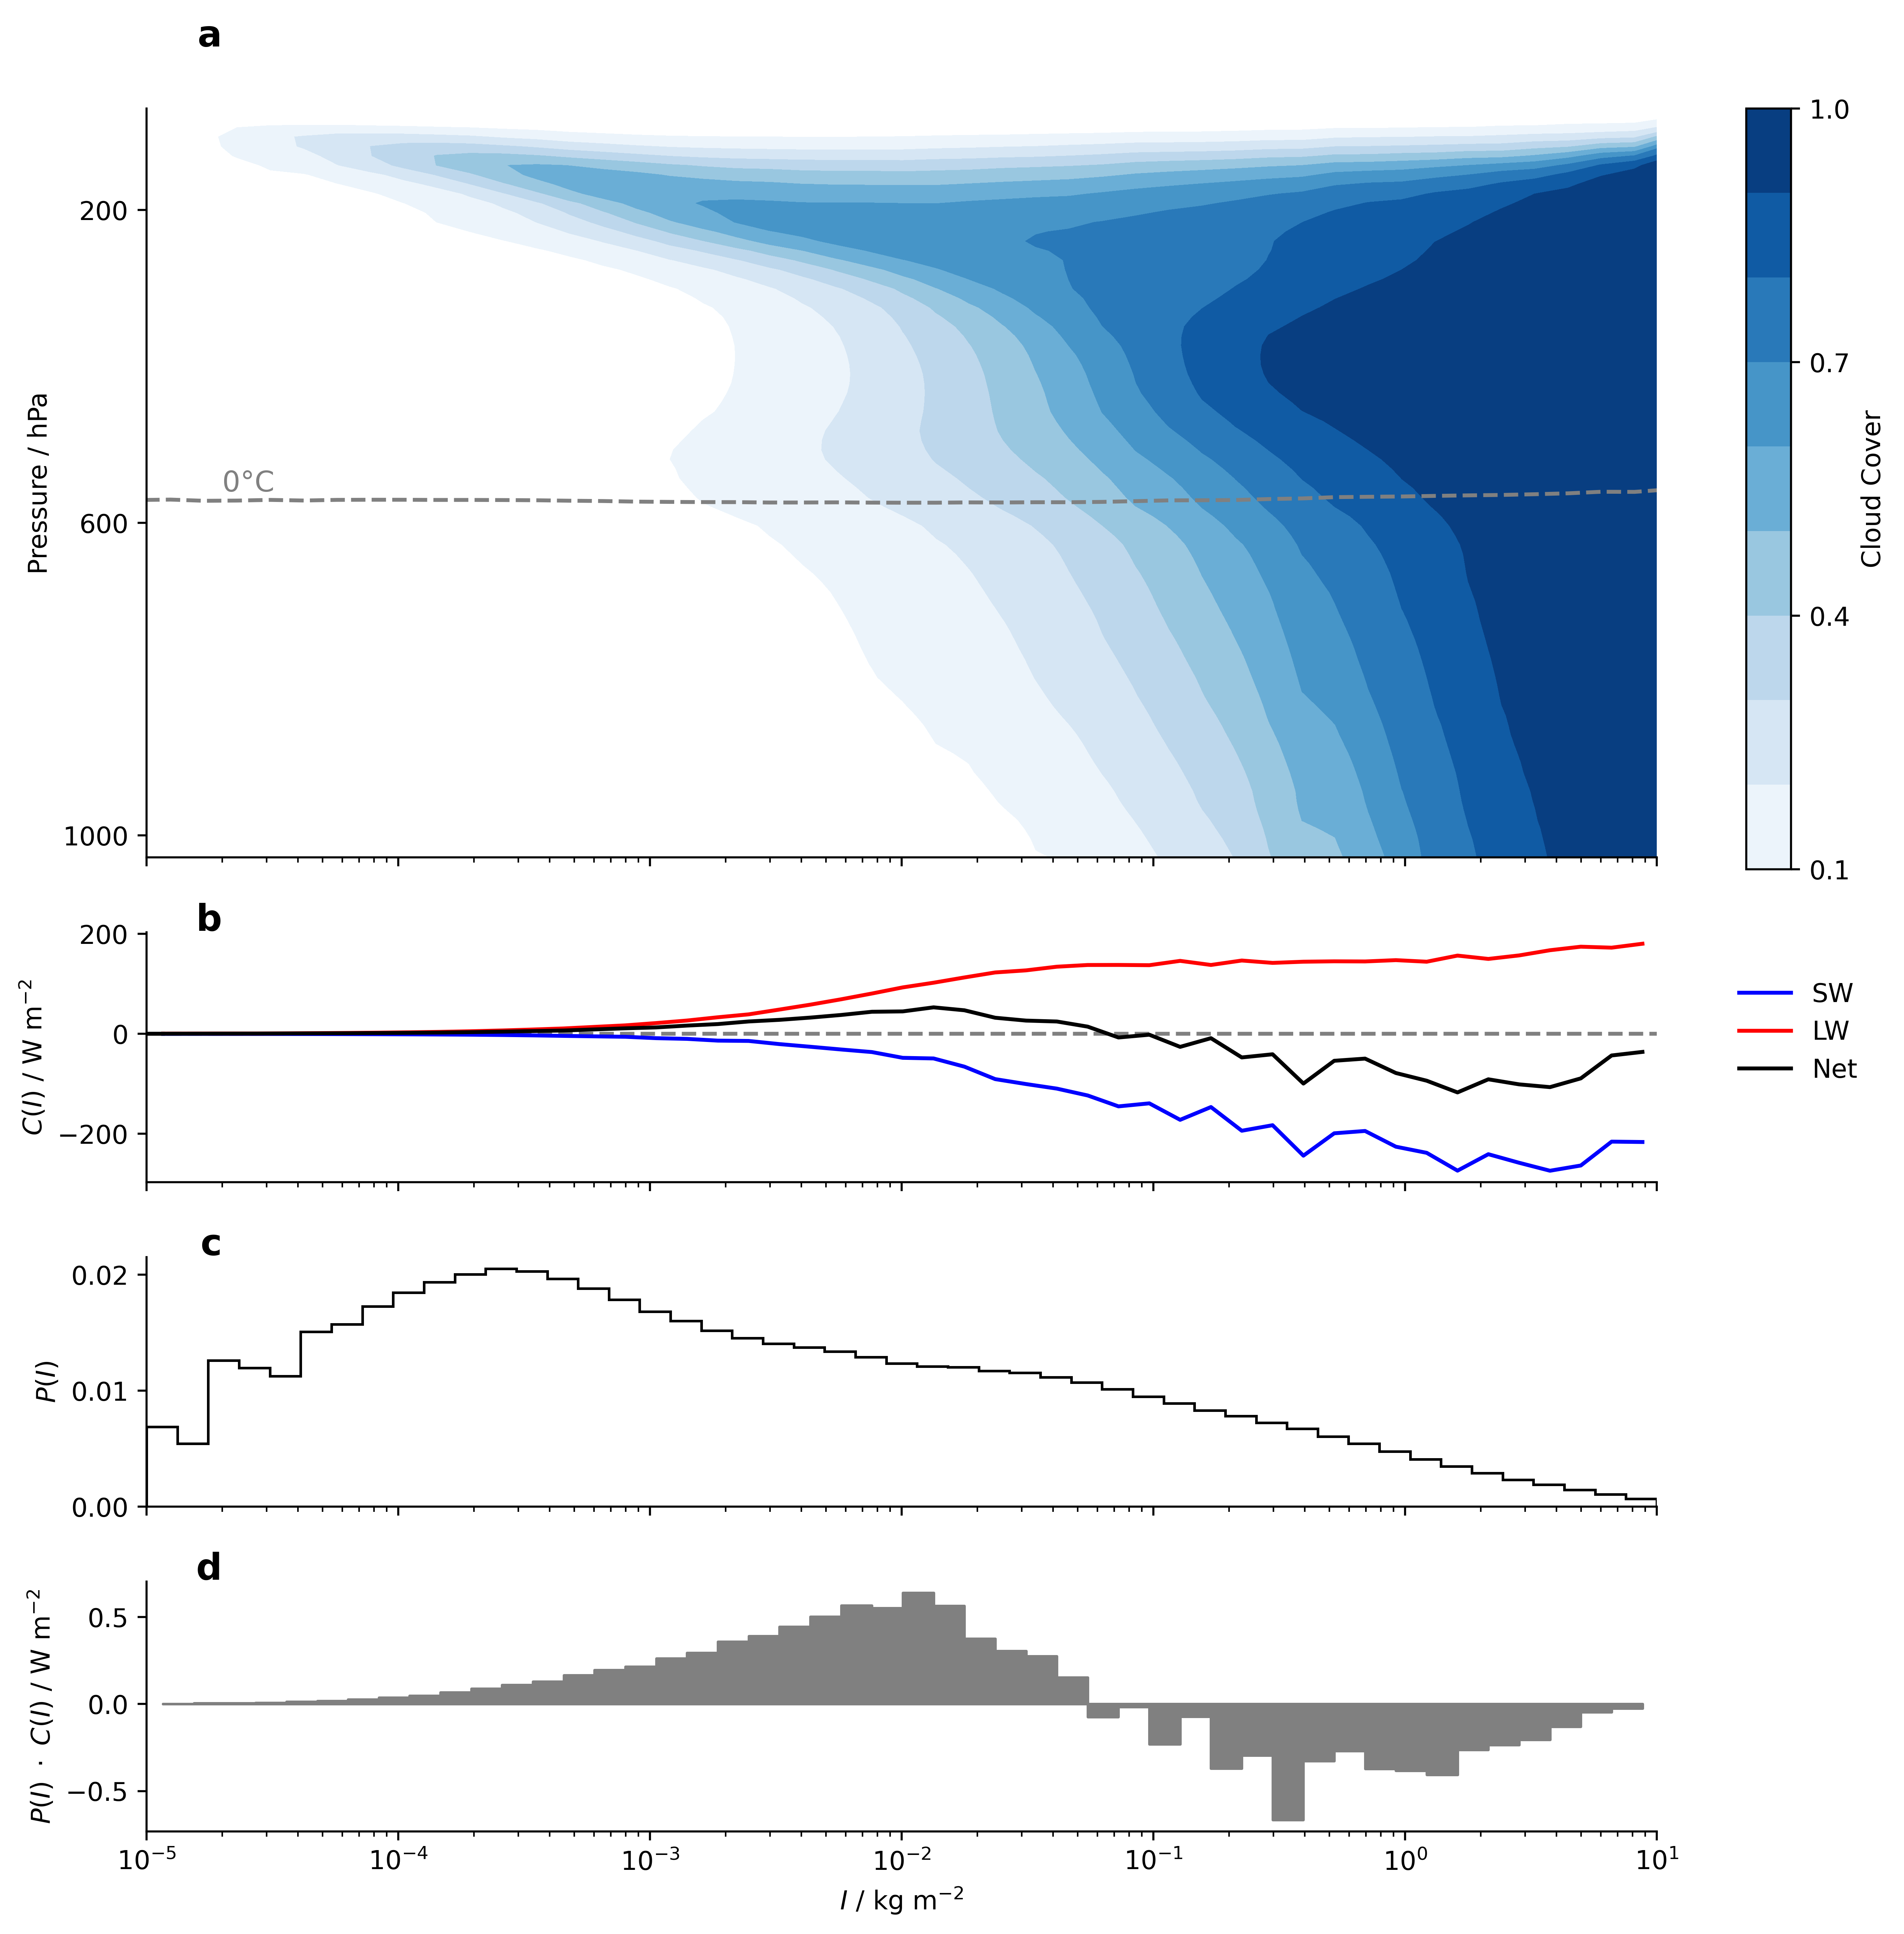 a
200
600
1000
Pressure / hPa
0°C
1.0
0.7
0.4
0.1
Cloud Cover
b
200
0
−200
C(I) / W m⁻²
SW
LW
Net
c
0.02
0.01
0.00
P(I)
d
0.5
0.0
−0.5
P(I) · C(I) / W m⁻²
10⁻⁵ 10⁻⁴ 10⁻³ 10⁻² 10⁻¹ 10⁰ 10¹
I / kg m⁻²